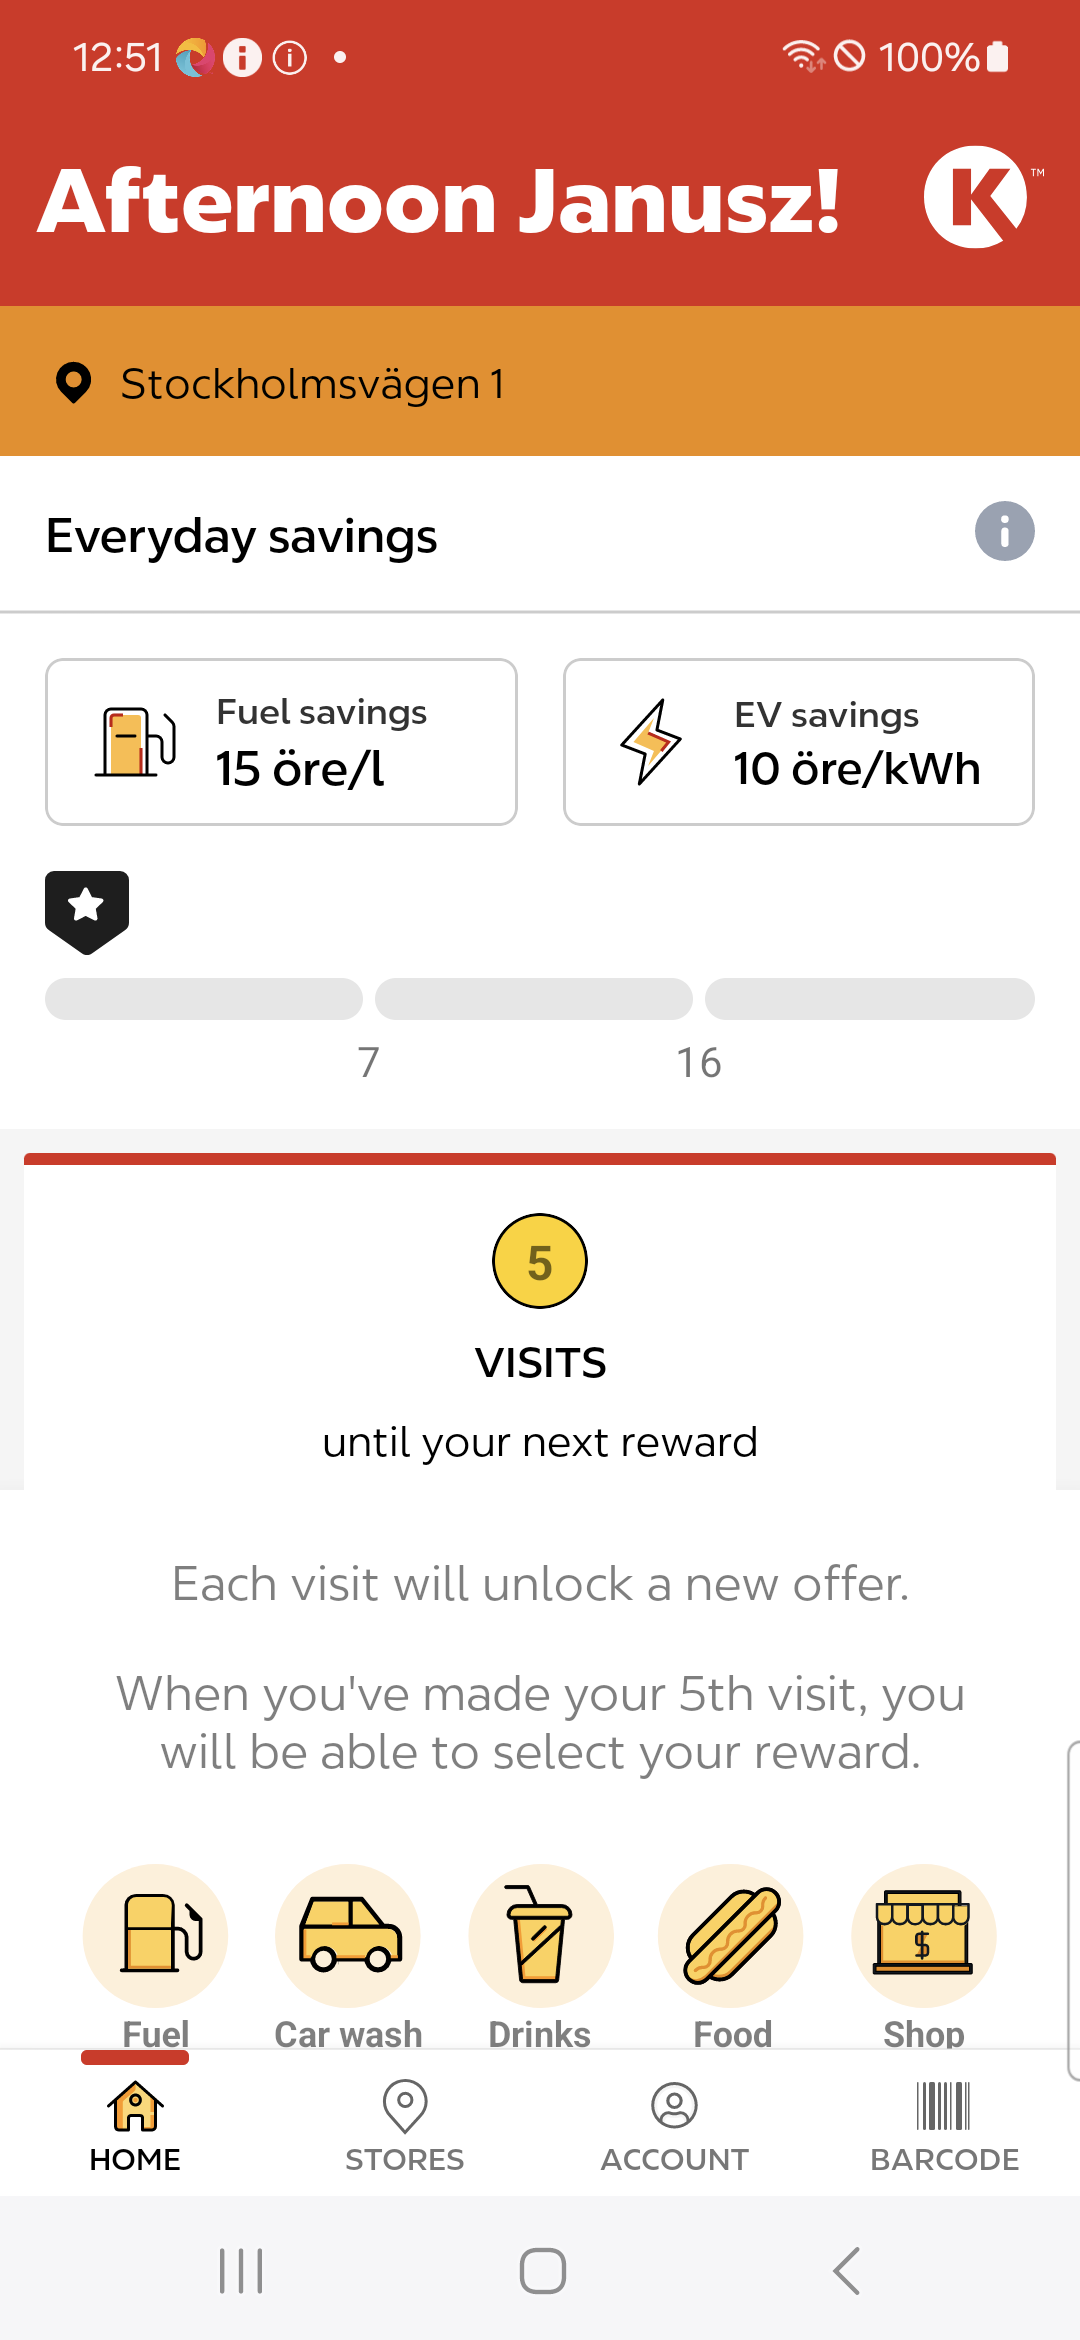 12:51
100%
Afternoon Janusz!
K
TM
Stockholmsvägen 1
Everyday savings
Fuel savings
15 öre/l
EV savings
10 öre/kWh
7
16
5
VISITS
until your next reward
Each visit will unlock a new offer.
When you've made your 5th visit, you
will be able to select your reward.
$
Fuel
Car wash
Drinks
Food
Shop
HOME
STORES
ACCOUNT
BARCODE